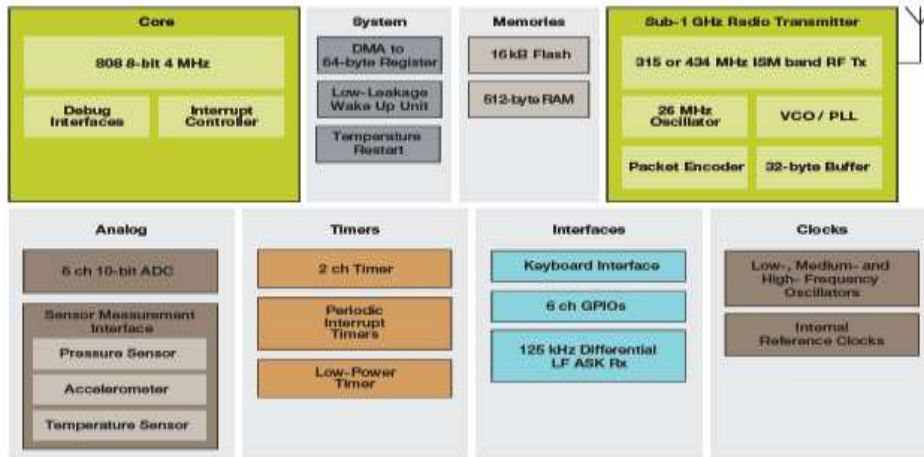 Core
808 8-bit 4 MHz
Debug
Interfaces
Interrupt
Controller
System
DMA to
64-byte Register
Low-Leakage
Wake Up Unit
Temperature
Restart
Memories
16kB Flash
512-byte RAM
Sub-1 GHz Radio Transmitter
315 or 434 MHz ISM band RF Tx
26 MHz
Oscillator
VCO / PLL
Packet Encoder
32-byte Buffer
Analog
6 ch 10-bit ADC
Sensor Measurement
Interface
Pressure Sensor
Accelerometer
Temperature Sensor
Timers
2 ch Timer
Periodic
Interrupt
Timers
Low-Power
Timer
Interfaces
Keyboard Interface
6 ch GPIOs
125 kHz Differential
LF ASK Rx
Clocks
Low-, Medium- and
High- Frequency
Oscillators
Internal
Reference Clocks